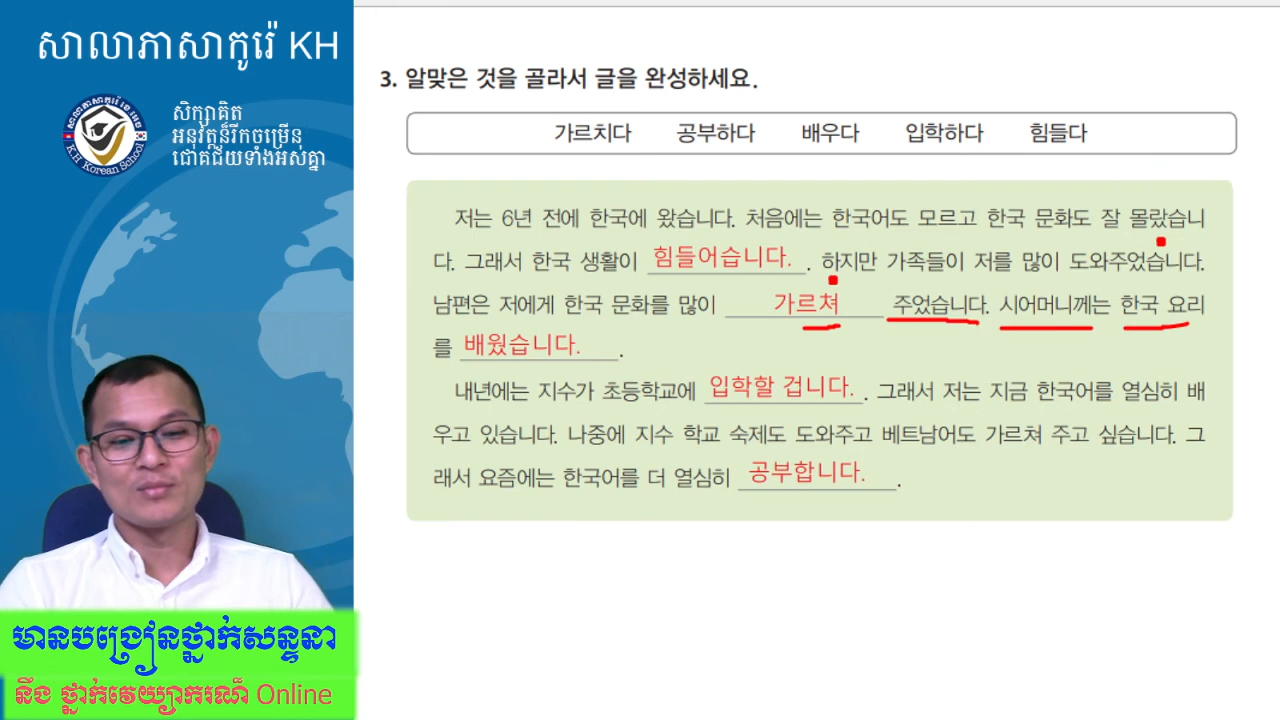 សាលាភាសាកូរ៉េ KH
សាលាភាសាកូរ៉េ ខេ អេច
K.H Korean School
សិក្សាគិត
អនុវត្តន៏រីកចម្រើន
ជោគជ័យទាំងអស់គ្នា
3. 알맞은 것을 골라서 글을 완성하세요.
가르치다 공부하다 배우다 입학하다 힘들다
저는 6년 전에 한국에 왔습니다. 처음에는 한국어도 모르고 한국 문화도 잘 몰랐습니
다. 그래서 한국 생활이 힘들어습니다. . 하지만 가족들이 저를 많이 도와주었습니다.
남편은 저에게 한국 문화를 많이 가르쳐 주었습니다. 시어머니께는 한국 요리
를 배웠습니다. .
내년에는 지수가 초등학교에 입학할 겁니다. . 그래서 저는 지금 한국어를 열심히 배
우고 있습니다. 나중에 지수 학교 숙제도 도와주고 베트남어도 가르쳐 주고 싶습니다. 그
래서 요즘에는 한국어를 더 열심히 공부합니다. .
មានបង្រៀនថ្នាក់សន្ទនា
នឹង ថ្នាក់វេយ្យាករណ៏ Online